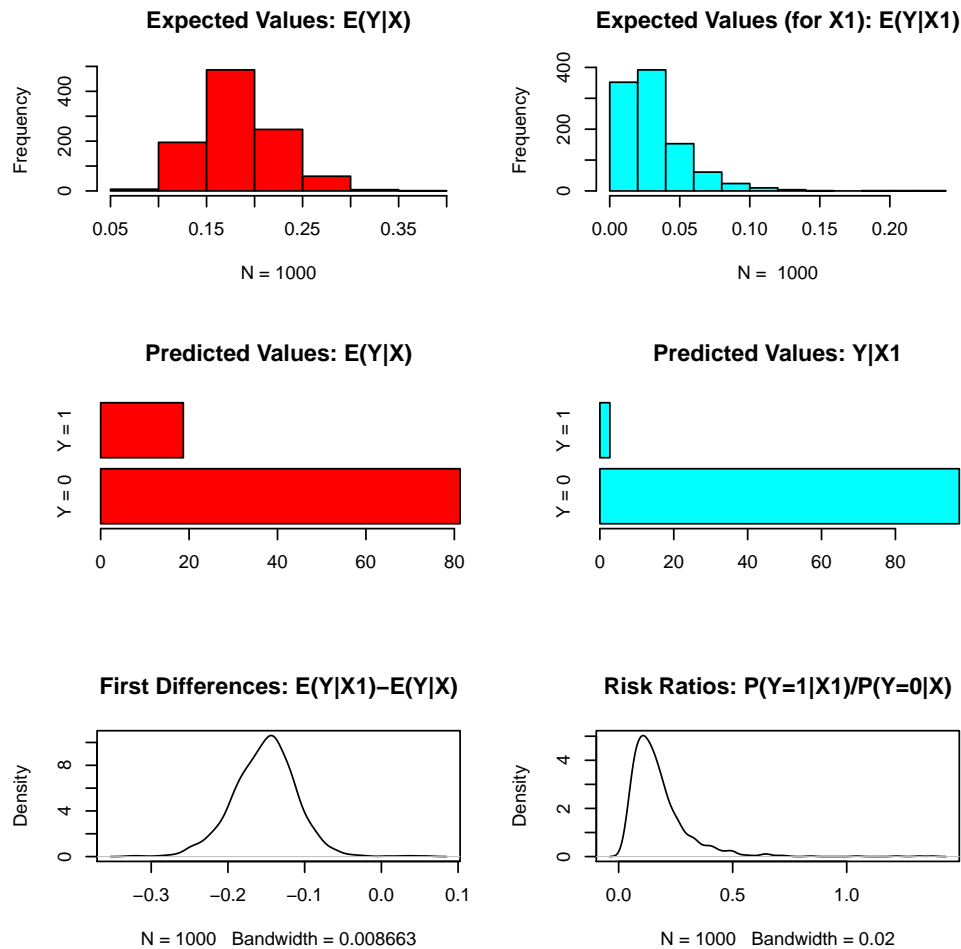 Expected Values: E(Y|X)
Frequency
0 200 400
0.05 0.15 0.25 0.35
N = 1000
Expected Values (for X1): E(Y|X1)
Frequency
0 200 400
0.00 0.05 0.10 0.15 0.20
N = 1000
Predicted Values: E(Y|X)
Y = 1
Y = 0
0 20 40 60 80
Predicted Values: Y|X1
Y = 1
Y = 0
0 20 40 60 80
First Differences: E(Y|X1)−E(Y|X)
Density
0 4 8
−0.3 −0.2 −0.1 0.0 0.1
N = 1000 Bandwidth = 0.008663
Risk Ratios: P(Y=1|X1)/P(Y=0|X)
Density
0 2 4
0.0 0.5 1.0
N = 1000 Bandwidth = 0.02